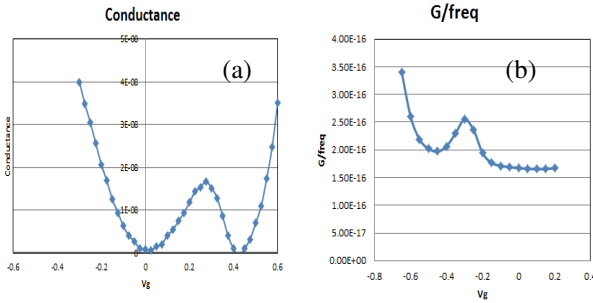 Conductance
(a)
Conductance
5E-08
4E-08
3E-08
2E-08
1E-08
0
-0.6
-0.4
-0.2
0
0.2
0.4
0.6
Vg
G/freq
(b)
G/freq
4.00E-16
3.50E-16
3.00E-16
2.50E-16
2.00E-16
1.50E-16
1.00E-16
5.00E-17
0.00E+00
-0.8
-0.6
-0.4
-0.2
0
0.2
0.4
Vg